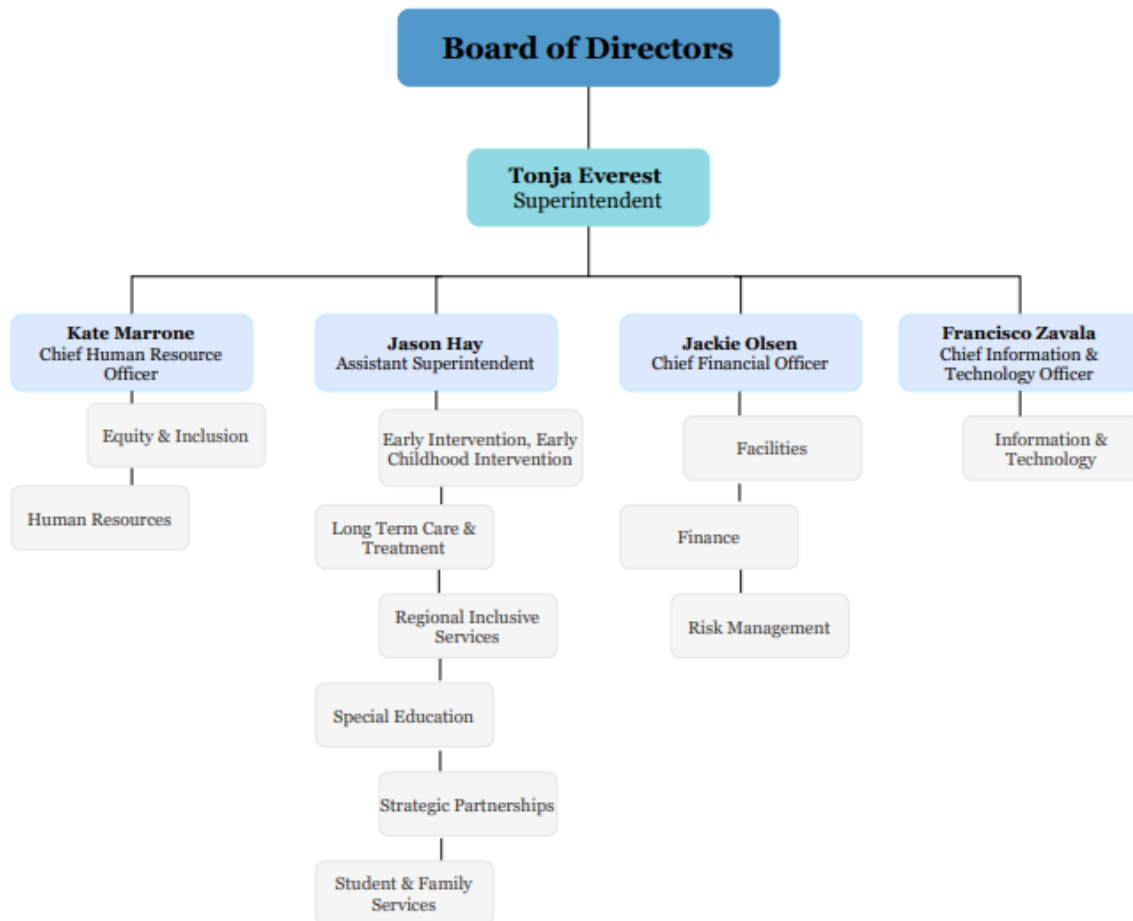 Board of Directors
Tonja Everest
Superintendent
Kate Marrone
Chief Human Resource
Officer
Equity & Inclusion
Human Resources
Jason Hay
Assistant Superintendent
Early Intervention, Early
Childhood Intervention
Long Term Care &
Treatment
Regional Inclusive
Services
Special Education
Strategic Partnerships
Student & Family
Services
Jackie Olsen
Chief Financial Officer
Facilities
Finance
Risk Management
Francisco Zavala
Chief Information &
Technology Officer
Information &
Technology